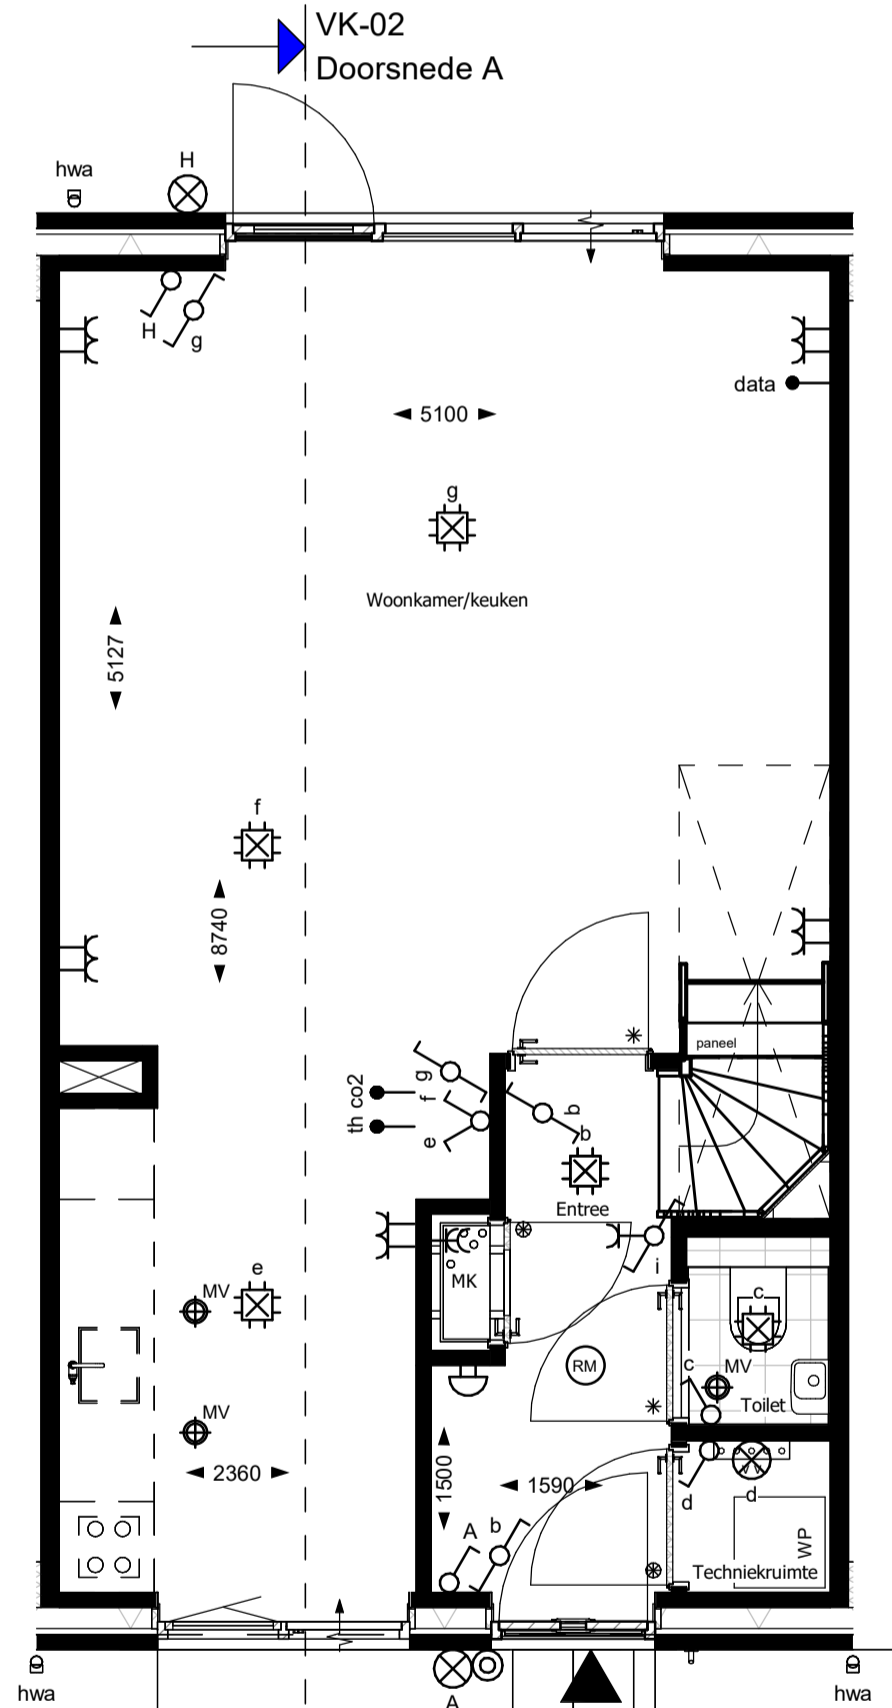 VK-02
Doorsnede A
hwa
H
H
g
data
5100
g
Woonkamer/keuken
5127
f
8740
paneel
g
th co2
f
e
b
b
Entree
i
MK
e
MV
c
RM
c
MV
Toilet
MV
2360
1500
1590
d
d
A
b
WP
Techniekruimte
hwa
A
hwa